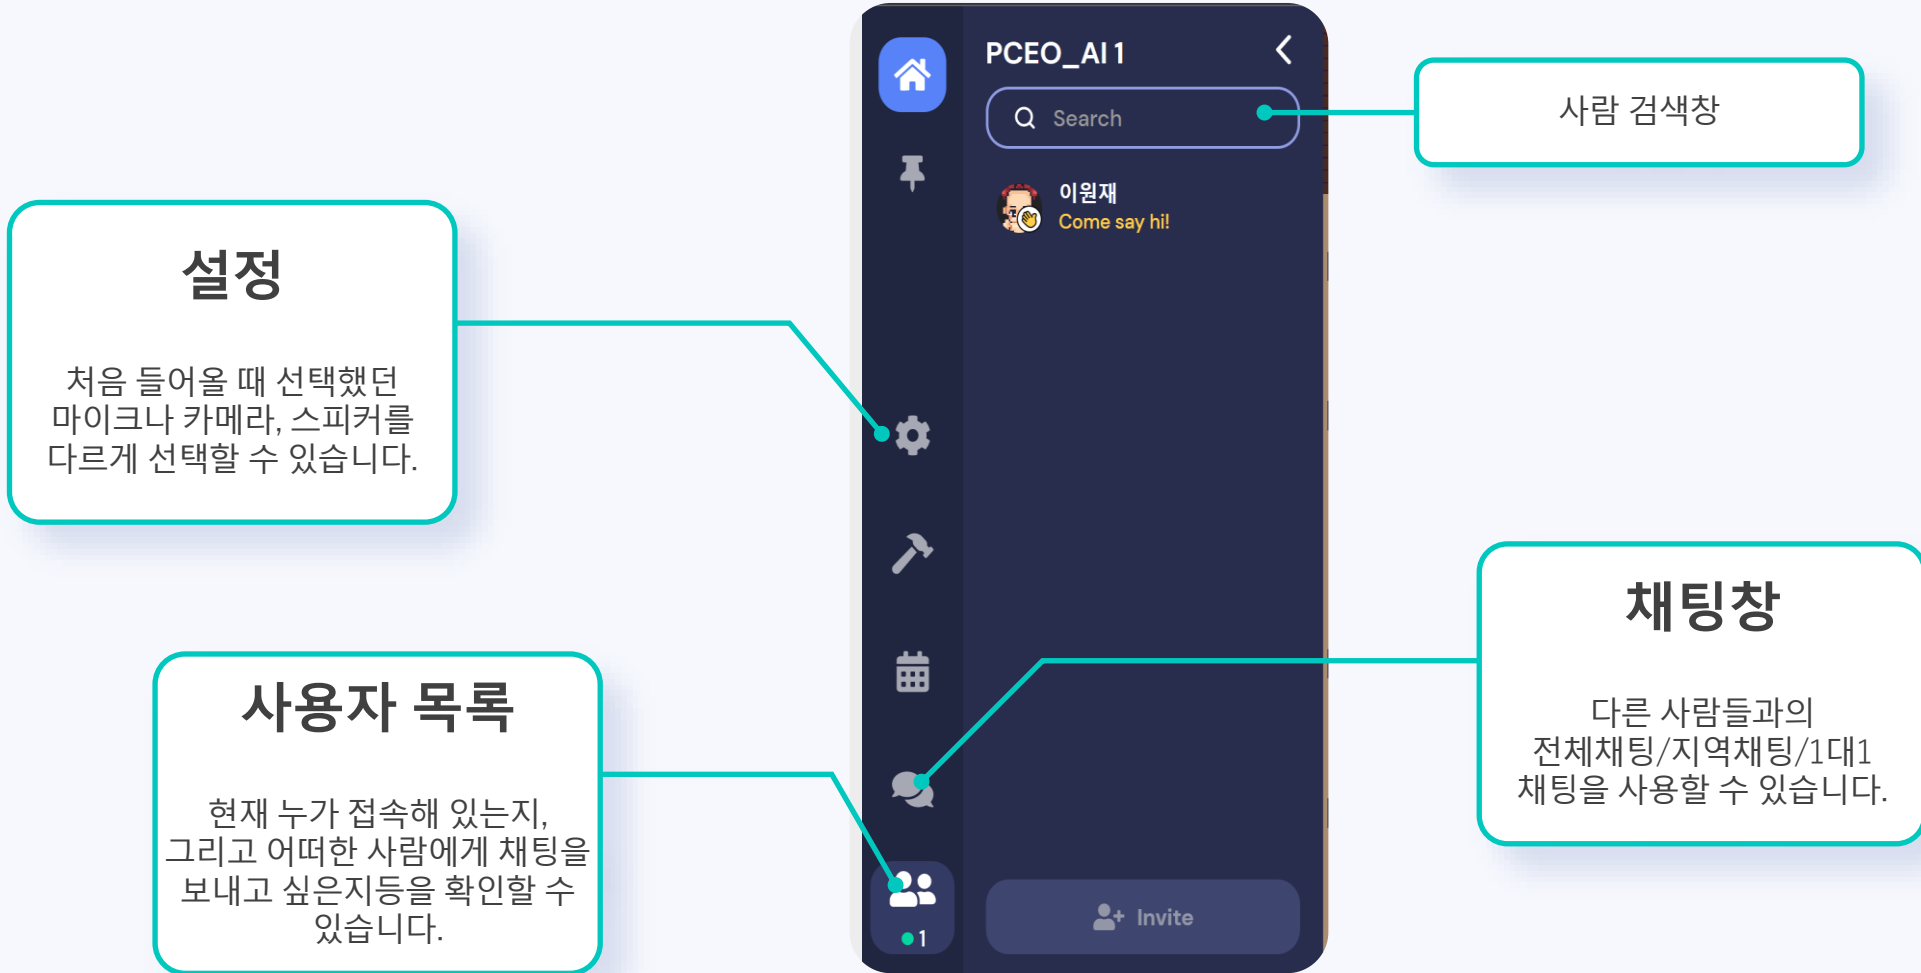 PCEO_AI 1
Search
이원재
Come say hi!
Invite
1
사람 검색창
설정
처음 들어올 때 선택했던
마이크나 카메라, 스피커를
다르게 선택할 수 있습니다.
사용자 목록
현재 누가 접속해 있는지,
그리고 어떠한 사람에게 채팅을
보내고 싶은지등을 확인할 수
있습니다.
채팅창
다른 사람들과의
전체채팅/지역채팅/1대1
채팅을 사용할 수 있습니다.